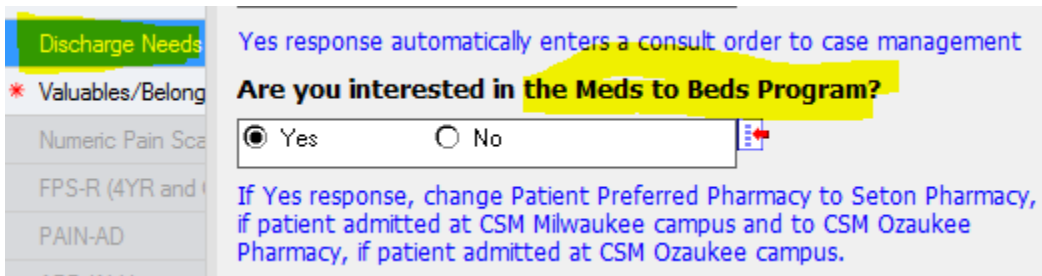 Discharge Needs
* Valuables/Belong
Numeric Pain Sca
FPS-R (4YR and
PAIN-AD
Yes response automatically enters a consult order to case management
Are you interested in the Meds to Beds Program?
Yes No
If Yes response, change Patient Preferred Pharmacy to Seton Pharmacy,
if patient admitted at CSM Milwaukee campus and to CSM Ozaukee
Pharmacy, if patient admitted at CSM Ozaukee campus.